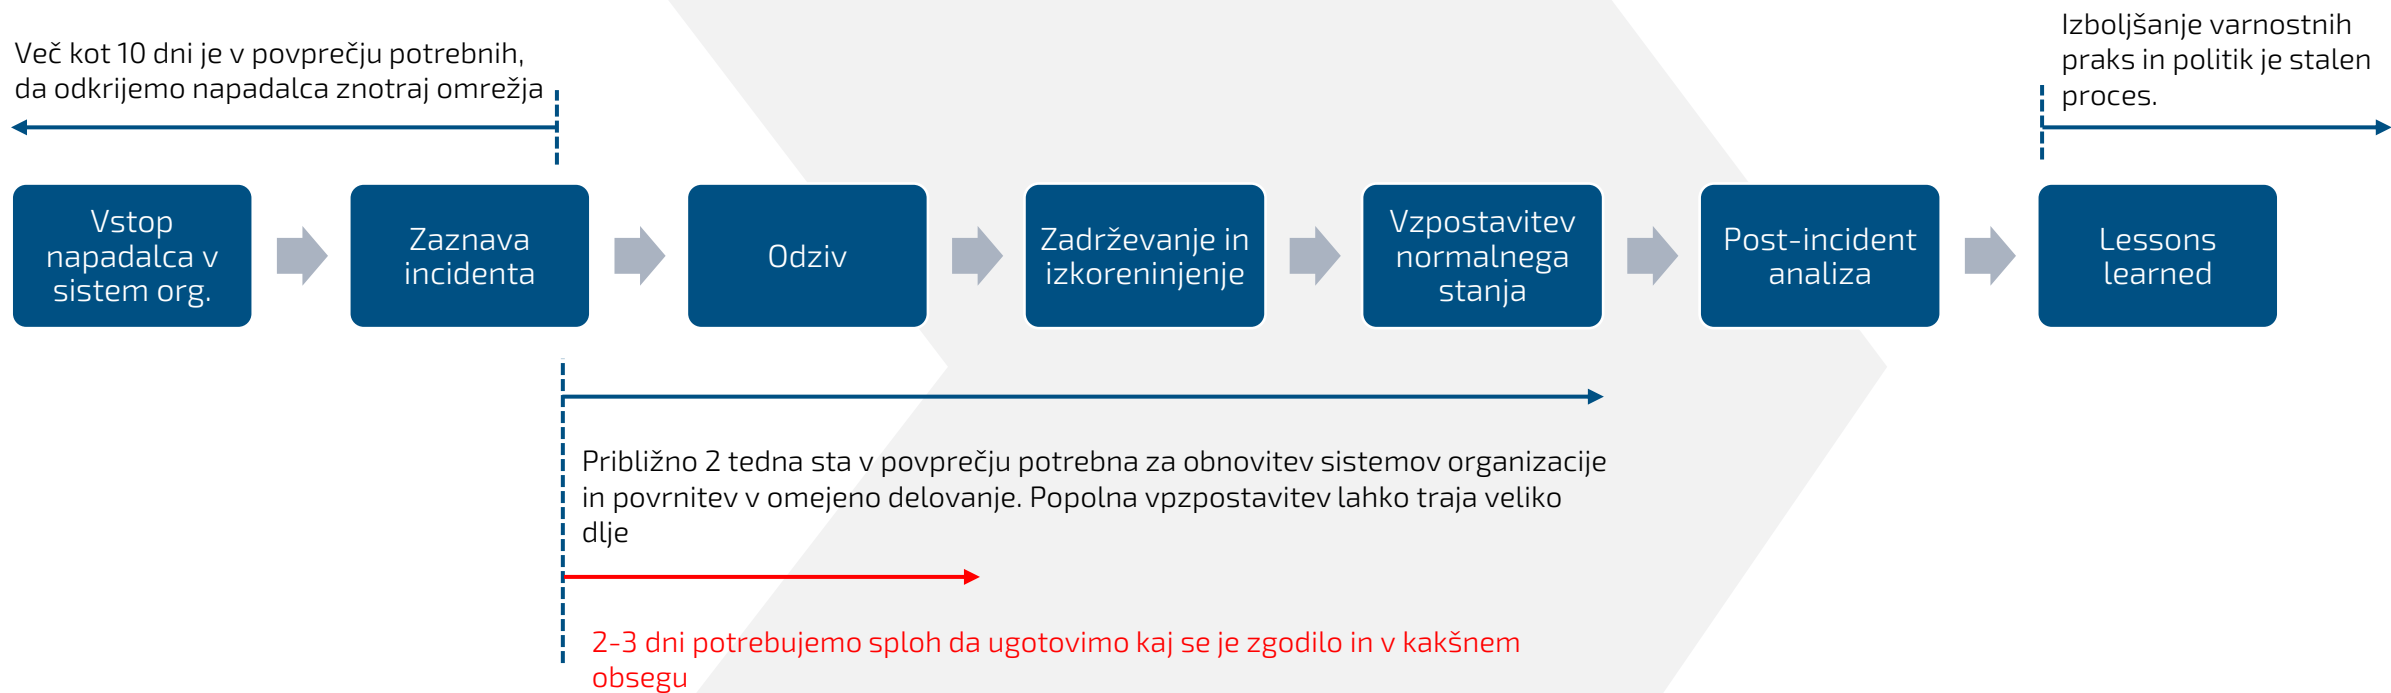 Več kot 10 dni je v povprečju potrebnih,
da odkrijemo napadalca znotraj omrežja
Izboljšanje varnostnih
praks in politik je stalen
proces.
Vstop
napadalca v
sistem org.
Zaznava
incidenta
Odziv
Zadrževanje in
izkoreninjenje
Vzpostavitev
normalnega
stanja
Post-incident
analiza
Lessons
learned
Približno 2 tedna sta v povprečju potrebna za obnovitev sistemov organizacije
in povrnitev v omejeno delovanje. Popolna vpzpostavitev lahko traja veliko
dlje
2-3 dni potrebujemo sploh da ugotovimo kaj se je zgodilo in v kakšnem
obsegu